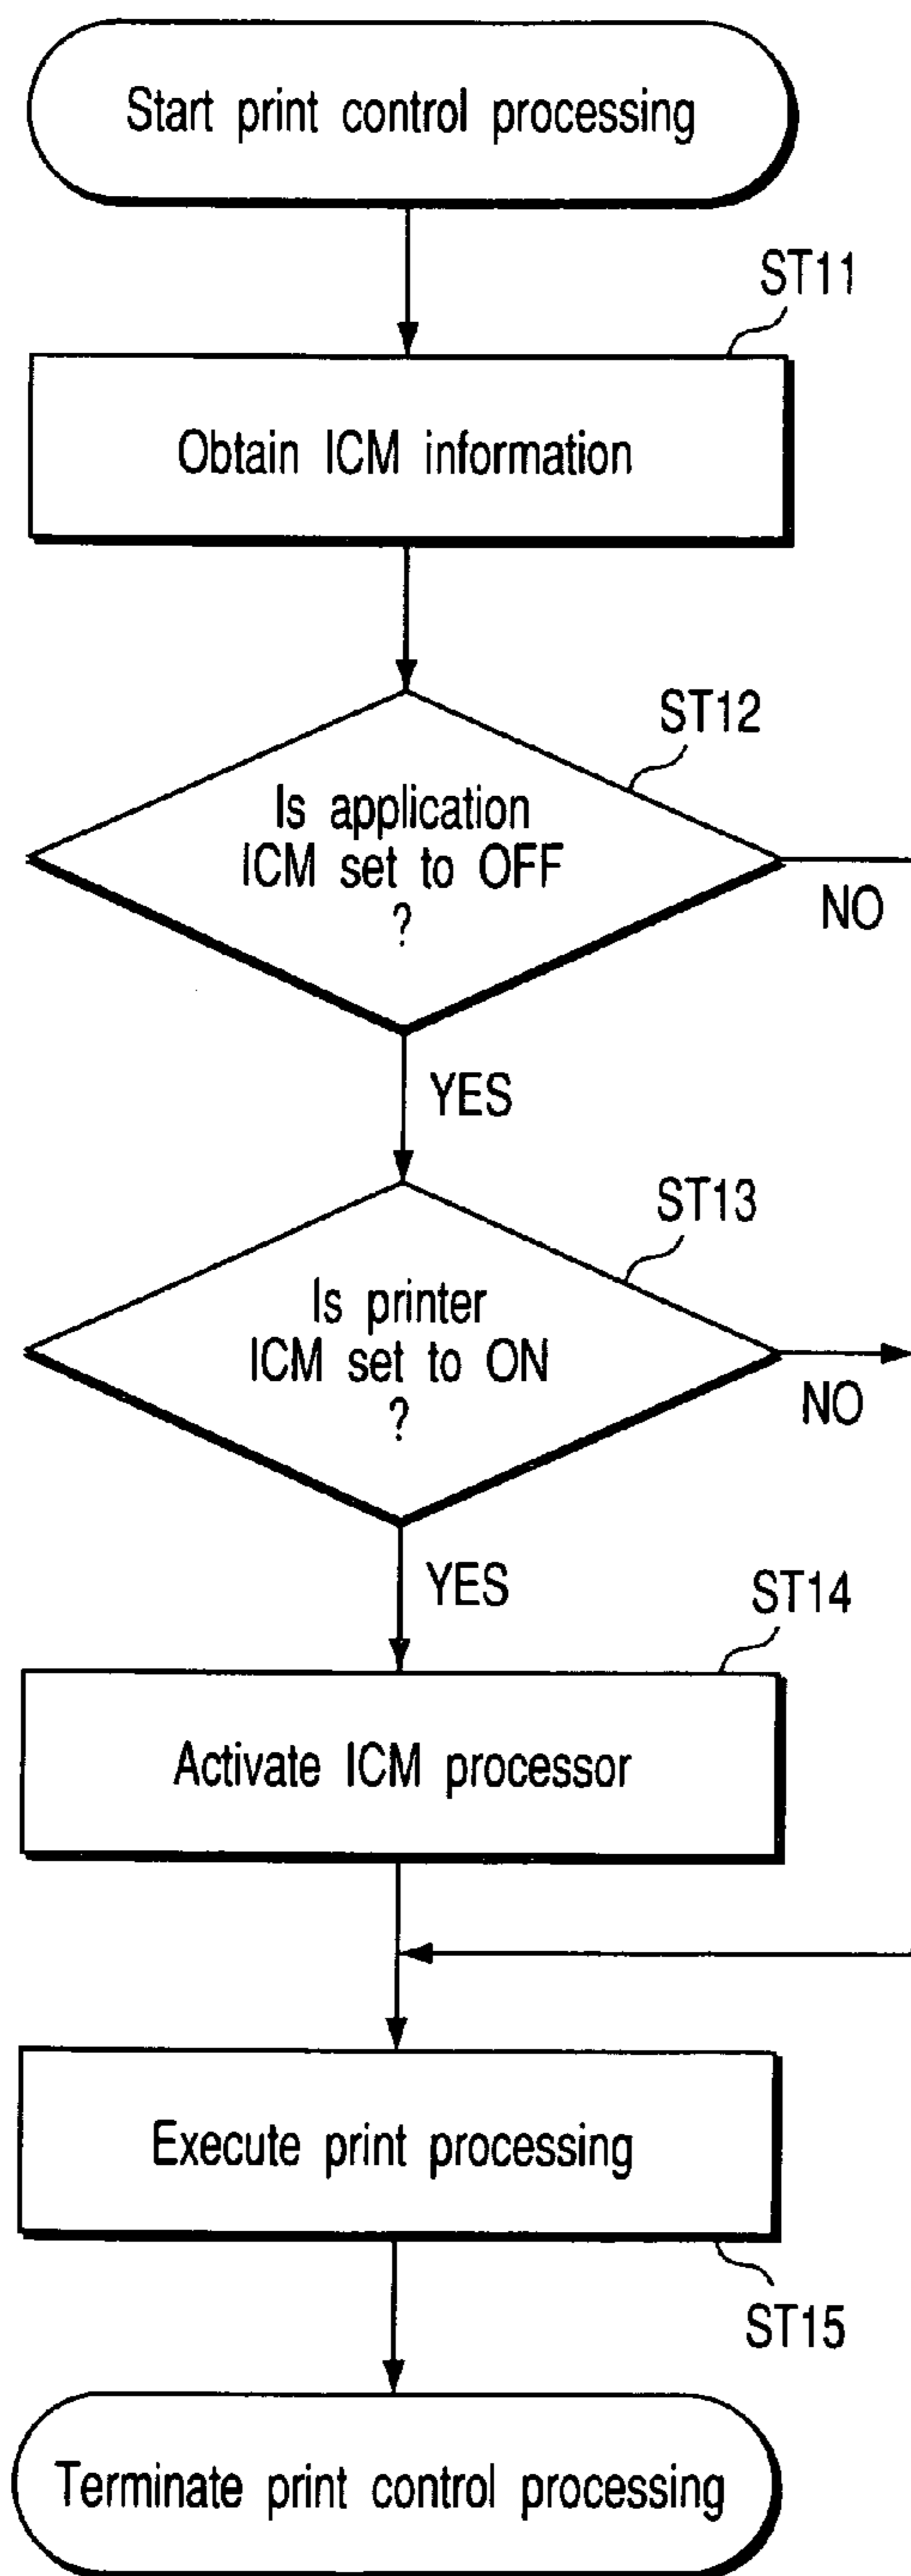 Start print control processing
ST11
Obtain ICM information
ST12
Is application
ICM set to OFF
?
NO
YES
ST13
Is printer
ICM set to ON
?
NO
YES
ST14
Activate ICM processor
Execute print processing
ST15
Terminate print control processing